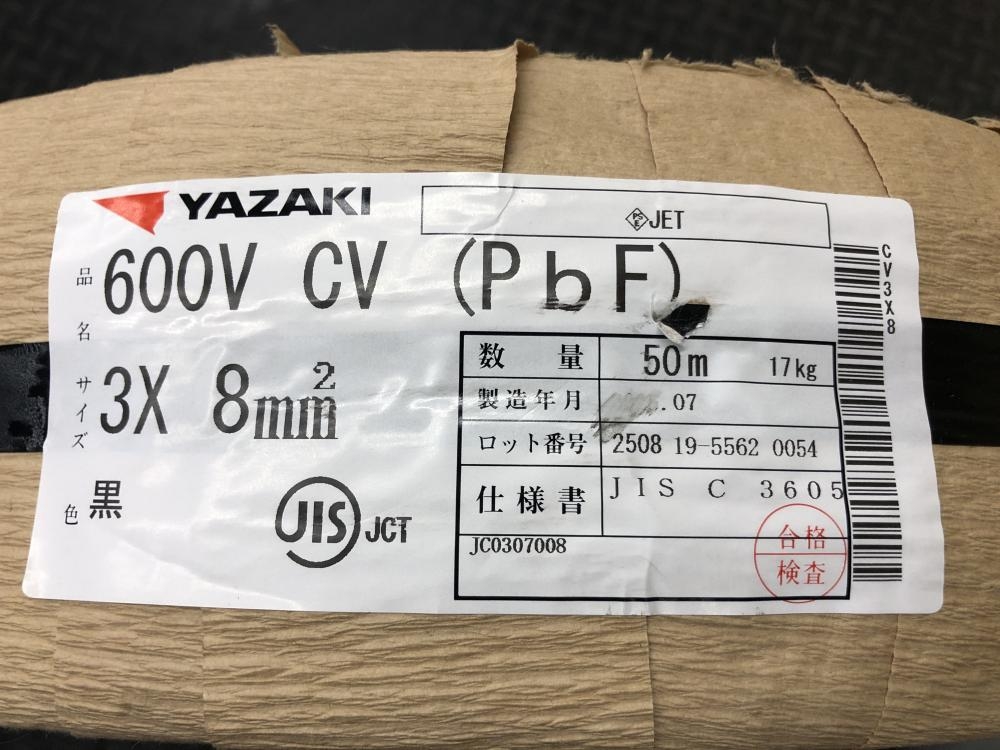 YAZAKI
PSE JET
品名 600V CV (PbF)
サイズ 3X 8mm²
色 黒
JIS JCT
数量 50m 17kg
製造年月 .07
ロット番号 2508 19-5562 0054
仕様書 JIS C 3605
JC0307008
合格
検査
CV3X8